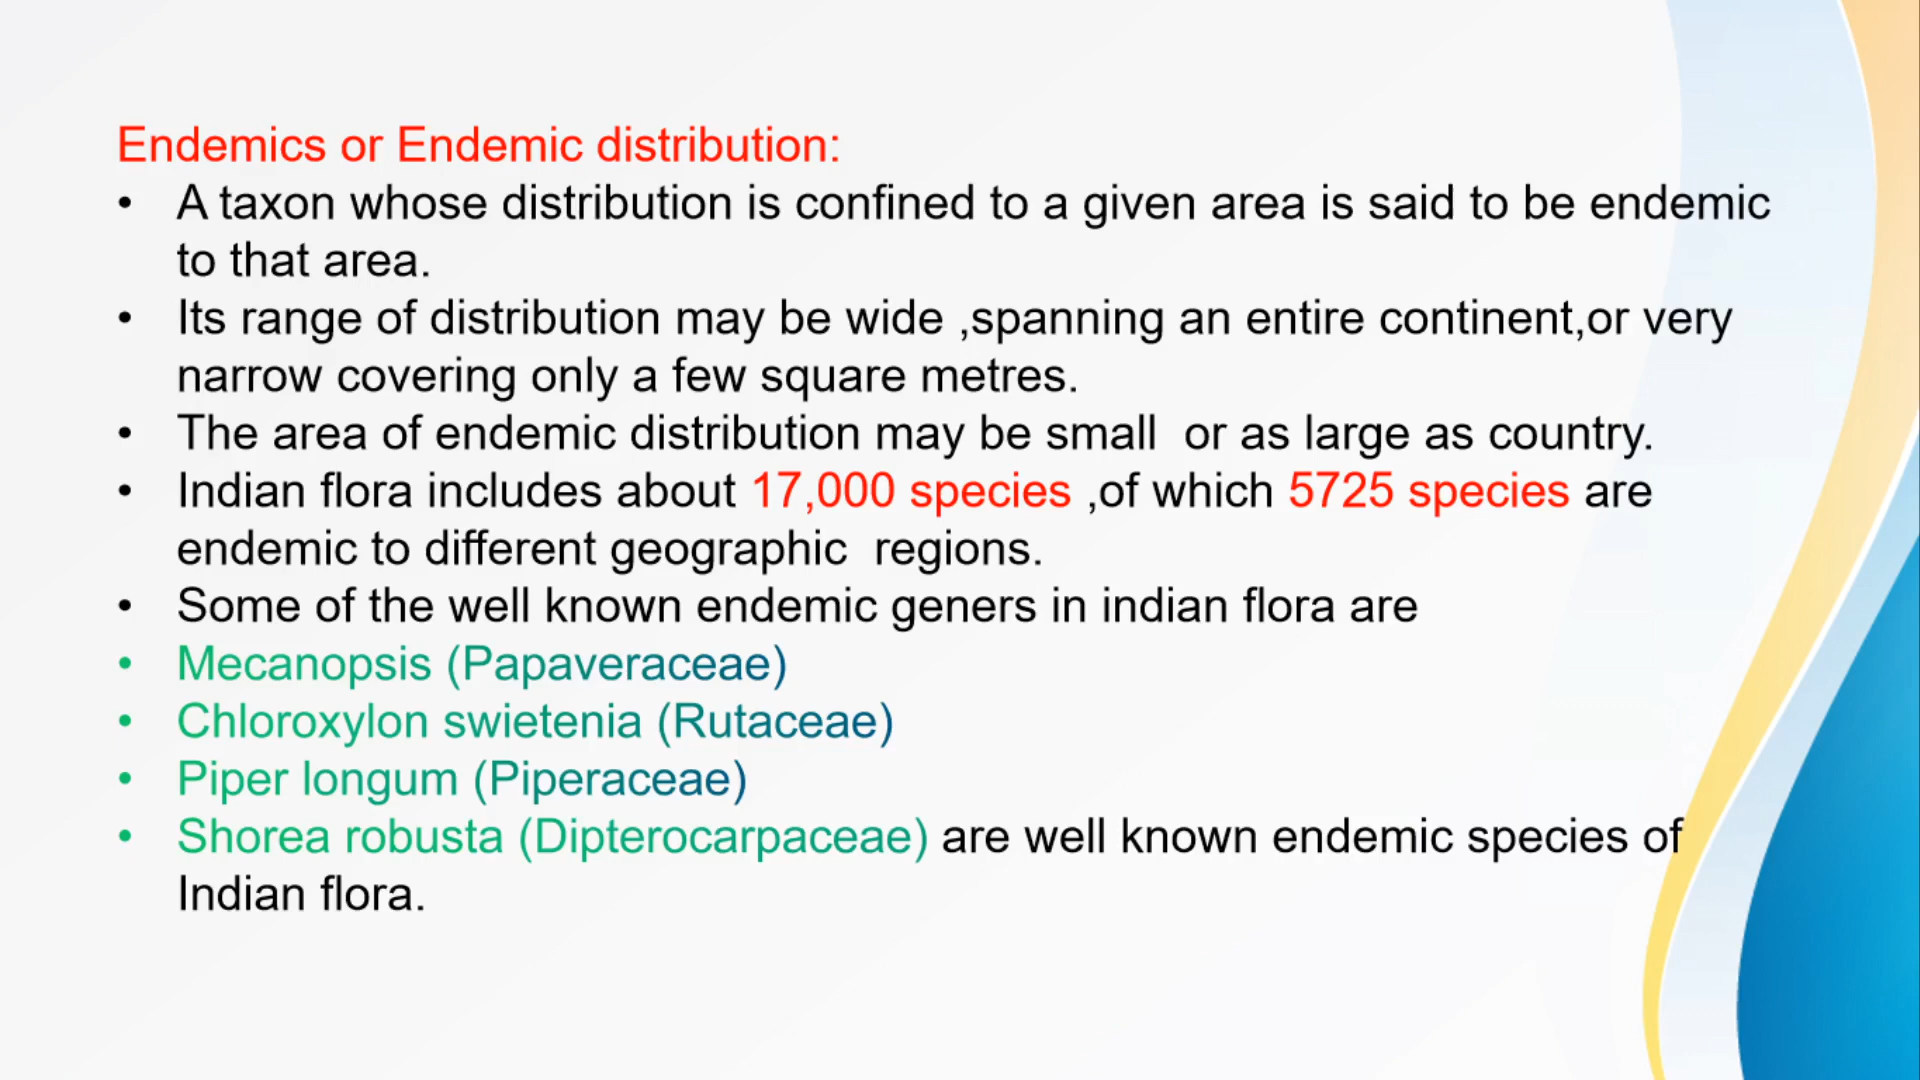 Endemics or Endemic distribution:
• A taxon whose distribution is confined to a given area is said to be endemic
to that area.
• Its range of distribution may be wide ,spanning an entire continent,or very
narrow covering only a few square metres.
• The area of endemic distribution may be small  or as large as country.
• Indian flora includes about 17,000 species ,of which 5725 species are
endemic to different geographic  regions.
• Some of the well known endemic geners in indian flora are
• Mecanopsis (Papaveraceae)
• Chloroxylon swietenia (Rutaceae)
• Piper longum (Piperaceae)
• Shorea robusta (Dipterocarpaceae) are well known endemic species of
Indian flora.